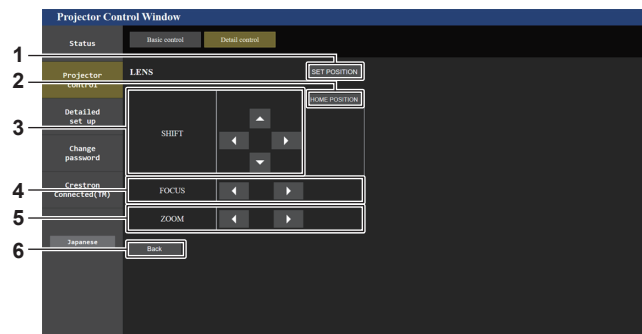 Projector Control Window
Status
Basic control
Detail control
1
2
3
4
5
6
Projector
control
LENS
SET POSITION
HOME POSITION
Detailed
set up
SHIFT
Change
password
Crestron
Connected(TM)
FOCUS
ZOOM
Japanese
Back